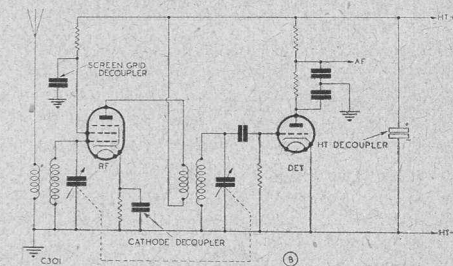 HT+
SCREEN GRID
DECOUPLER
AF
RF
DET
HT DECOUPLER
CATHODE DECOUPLER
HT-
C301
B